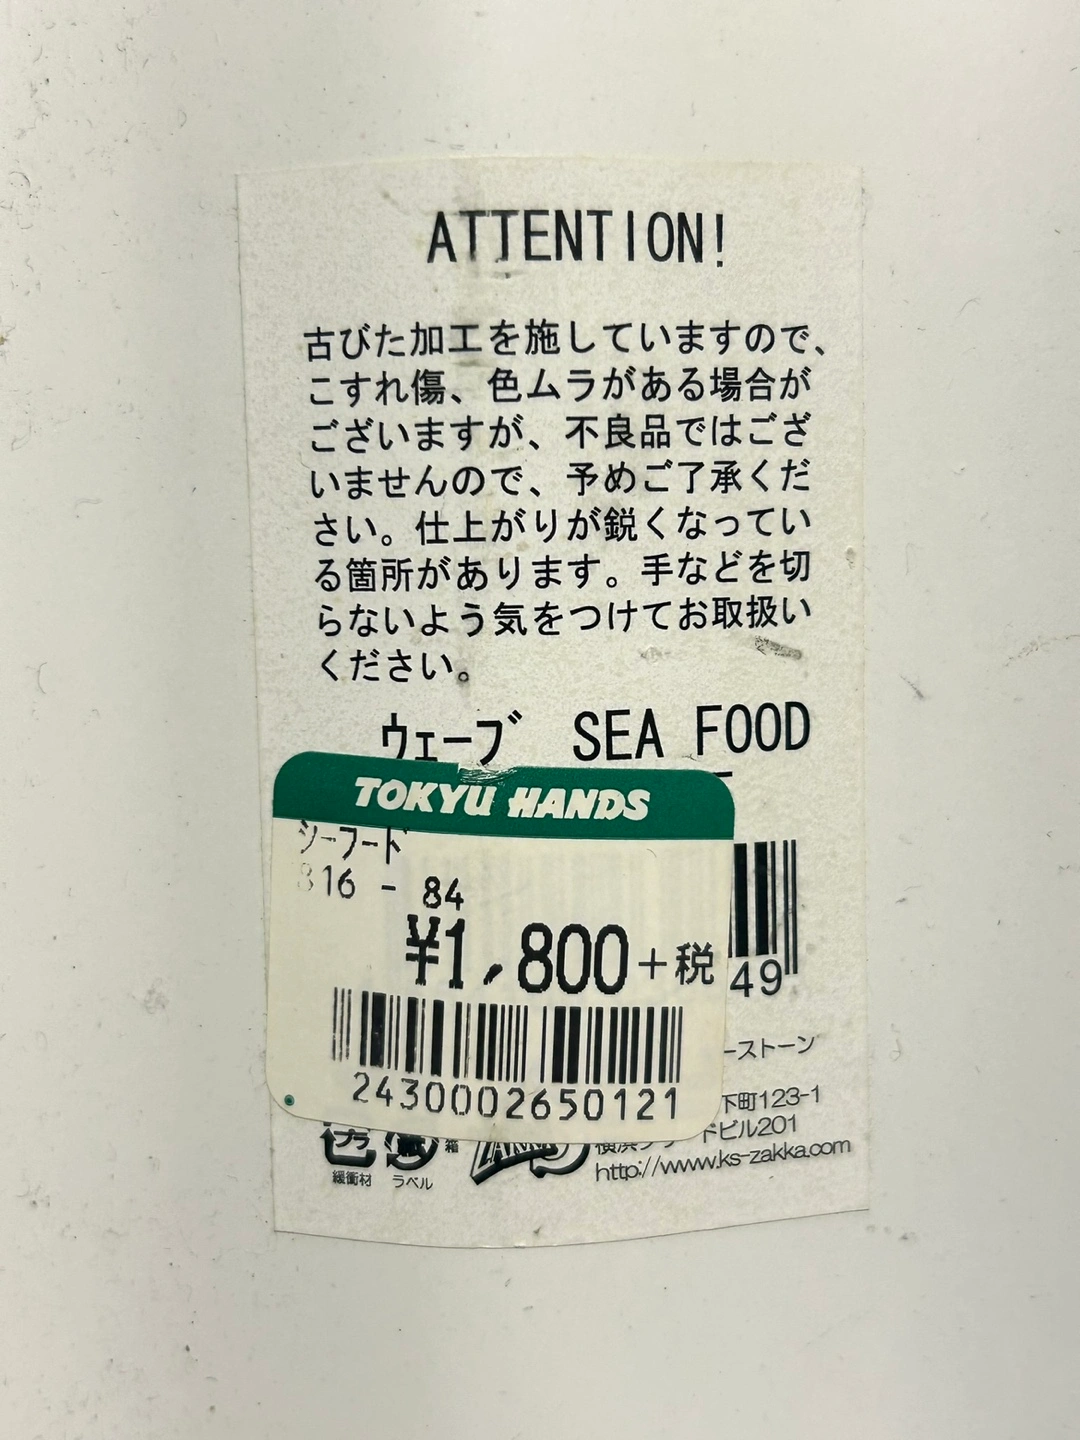 ATTENTION!
古びた加工を施していますので、
こすれ傷、色ムラがある場合が
ございますが、不良品ではござ
いませんので、予めご了承くだ
さい。仕上がりが鋭くなってい
る箇所があります。手などを切
らないよう気をつけてお取扱い
ください。
ウェーブ SEA FOOD
TOKYU HANDS
シーフード
816 - 84
¥1,800+税
49
2430002650121
ーストーン
下町123-1
ドビル201
http://www.ks-zakka.com
プラ
箱
緩衝材 ラベル